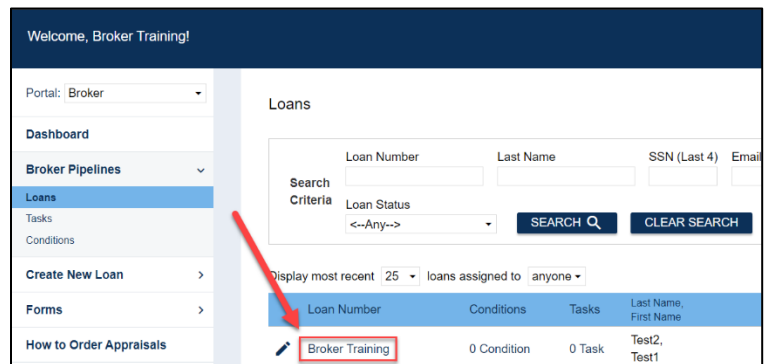 Welcome, Broker Training!
Portal: Broker
Dashboard
Broker Pipelines
Loans
Tasks
Conditions
Create New Loan
Forms
How to Order Appraisals
Loans
Search Criteria
Loan Number
Last Name
SSN (Last 4)
Email
Loan Status
<--Any-->
SEARCH
CLEAR SEARCH
Display most recent 25 loans assigned to anyone
Loan Number Conditions Tasks Last Name, First Name
Broker Training 0 Condition 0 Task Test2, Test1